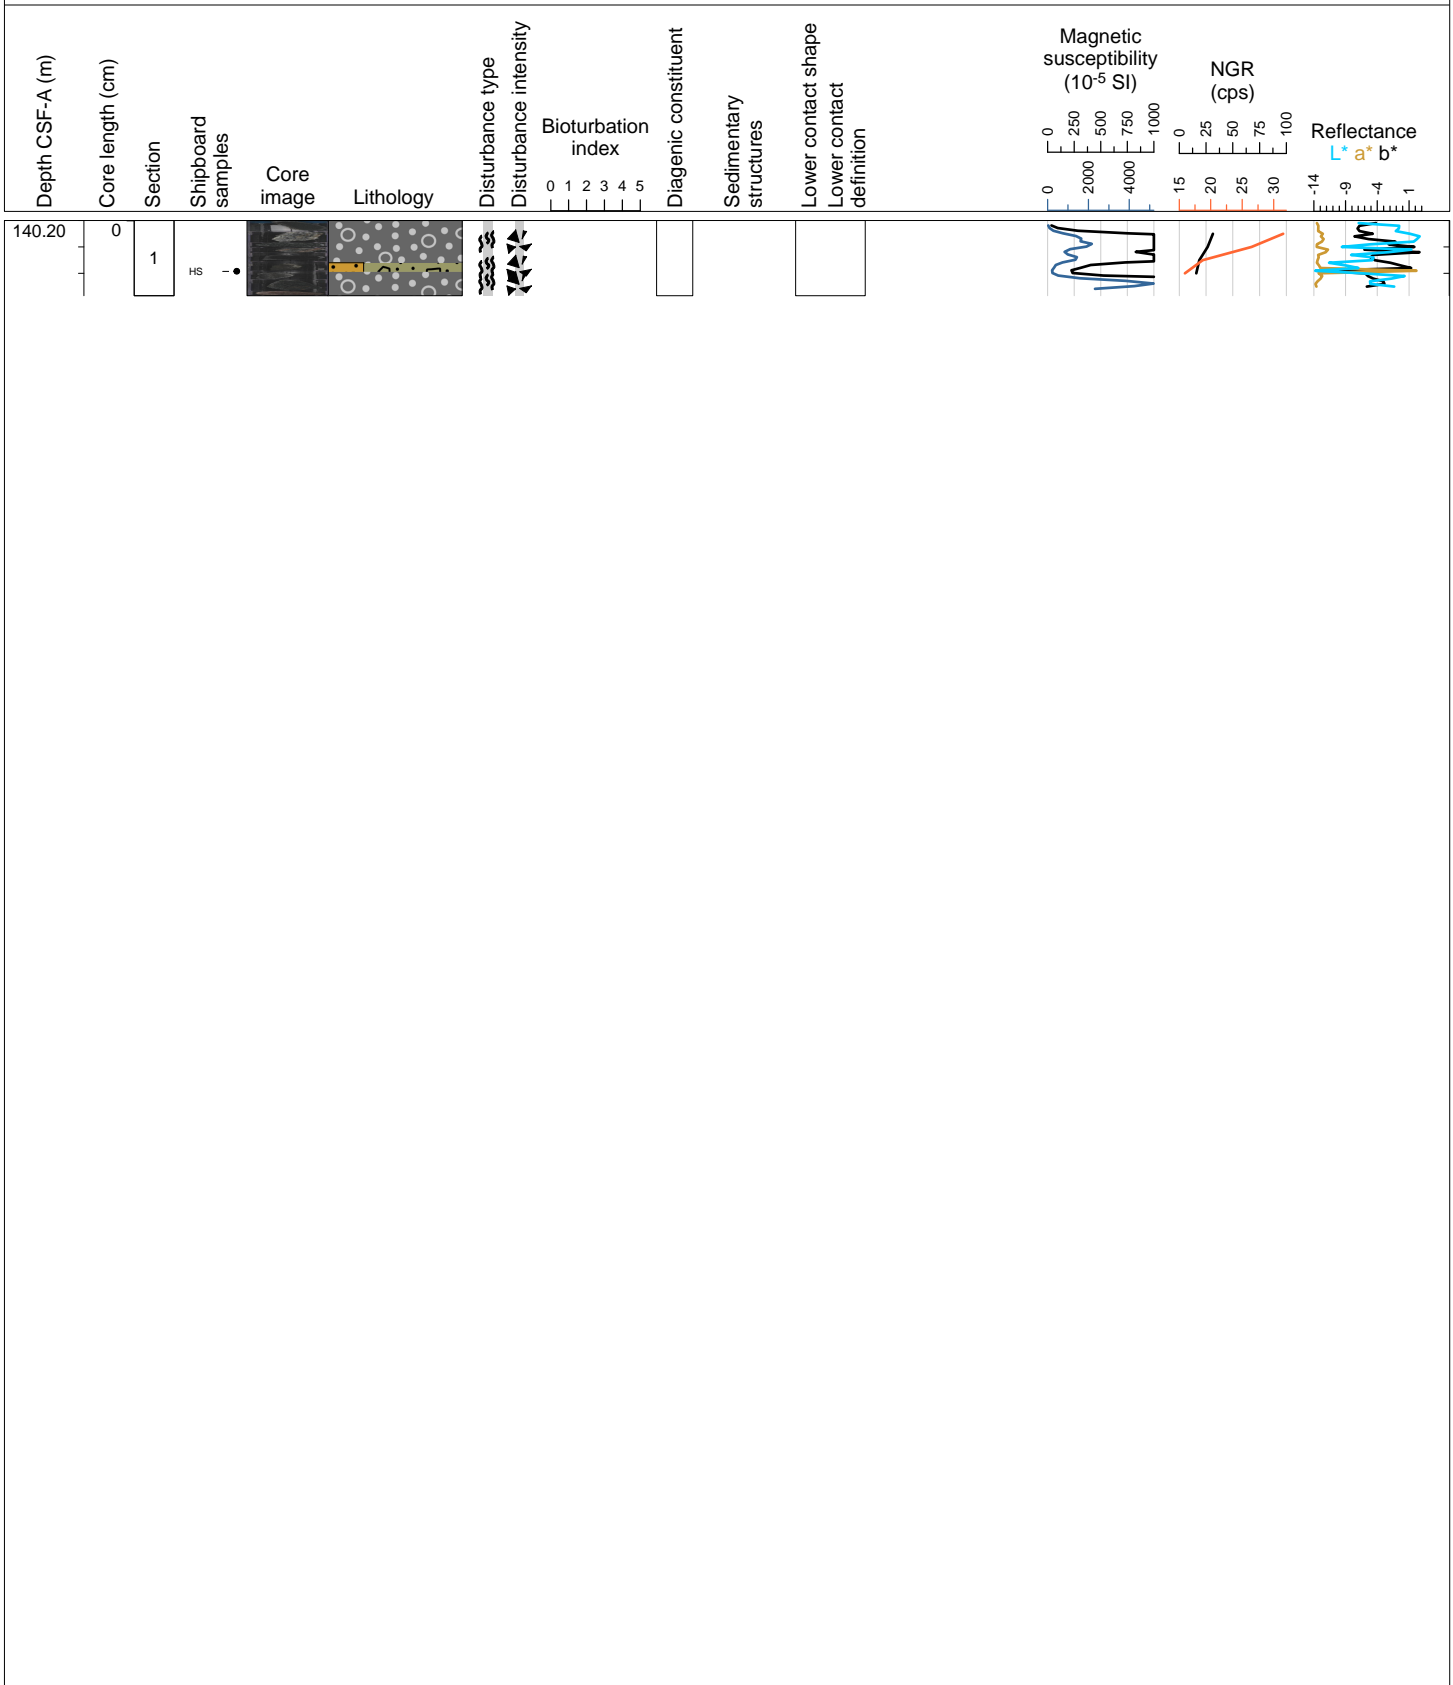 Depth CSF-A (m)
Core length (cm)
Section
Shipboard
samples
Core
image
Lithology
Disturbance type
Disturbance intensity
Bioturbation
index
0 1 2 3 4 5
Diagenic constituent
Sedimentary
structures
Lower contact shape
Lower contact
definition
Magnetic
susceptibility
(10-5 SI)
0 250 500 750 1000
0 2000 4000
NGR
(cps)
0 25 50 75 100
15 20 25 30
Reflectance
L* a* b*
-14 -9 -4 1
140.20 0
1
HS